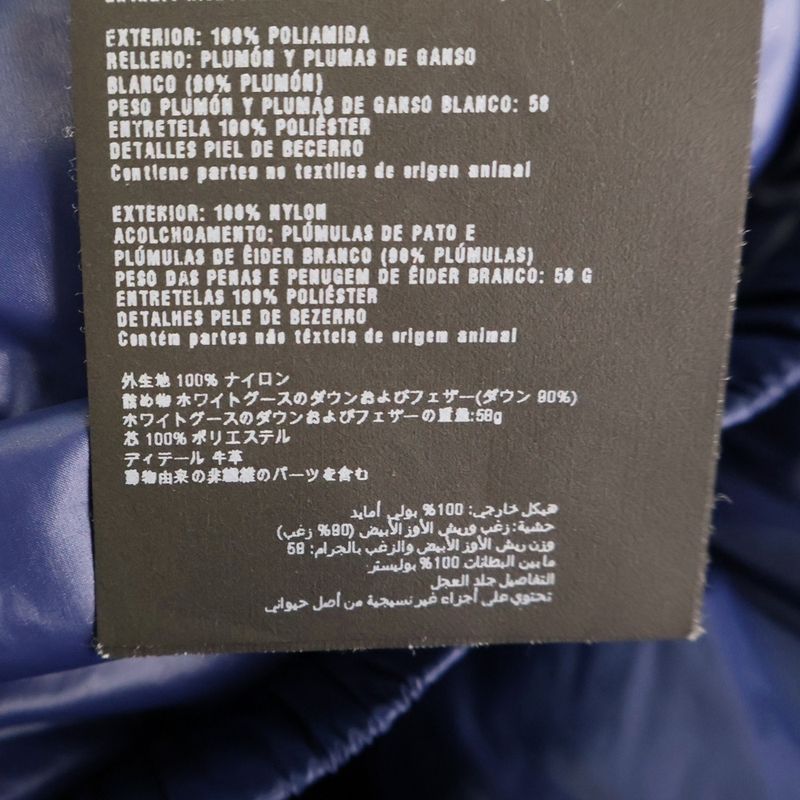 EXTERIOR: 100% POLIAMIDA
RELLENO: PLUMÓN Y PLUMAS DE GANSO
BLANCO (90% PLUMÓN)
PESO PLUMÓN Y PLUMAS DE GANSO BLANCO: 58
ENTRETELA 100% POLIÉSTER
DETALLES PIEL DE BECERRO
Contiene partes no textiles de origen animal
EXTERIOR: 100% NYLON
ACOLCHOAMENTO: PLÚMULAS DE PATO E
PLÚMULAS DE ÊIDER BRANCO (90% PLÚMULAS)
PESO DAS PENAS E PENUGEM DE ÊIDER BRANCO: 58 G
ENTRETELAS 100% POLIÉSTER
DETALHES PELE DE BEZERRO
Contém partes não têxteis de origem animal
外生地 100% ナイロン
詰め物 ホワイトグースのダウンおよびフェザー(ダウン 90%)
ホワイトグースのダウンおよびフェザーの重量:58g
芯 100% ポリエステル
ディテール 牛革
動物由来の非繊維のパーツを含む
هيكل خارجي: 100% بولي أمايد
حشية: زغب وريش الأوز الأبيض (90% زغب)
وزن ريش الأوز الأبيض والزغب بالجرام: 58
ما بين البطانات 100% بوليستر
التفاصيل جلد العجل
تحتوي على أجزاء غير نسيجية من أصل حيواني